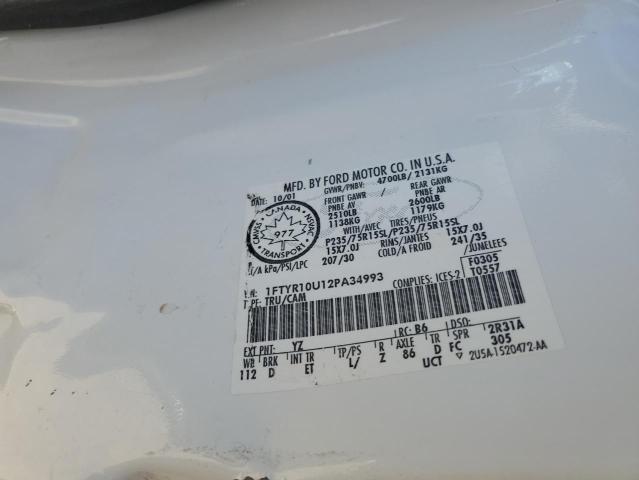 MFD. BY FORD MOTOR CO. IN U.S.A.
DATE: 10/01
GVWR/PNBV: 4700LB/ 2131KG
FRONT GAWR / REAR GAWR
PNBE AV PNBE AR
2510LB 2600LB
1138KG 1179KG
WITH/AVEC TIRES/PNEUS
P235/75R15SL/P235/75R15SL
15X7.0J RIMS/JANTES 15X7.0J
/A kPa/PSI/LPC 207/30 COLD/A FROID 241/35
JUMELEES
CANADA
CMVSS NSVAC
977
TRANSPORT
1FTYR10U12PA34993
F0305
TRU/CAM COMPLIES: ICES-2 T0557
EXT PNT: YZ RC: B6 DSO:
WB BRK INT TR TP/PS R AXLE TR SPR 2R31A
112 D ET L/ Z 86 D FC 305
UCT 2U5A-1520472-AA